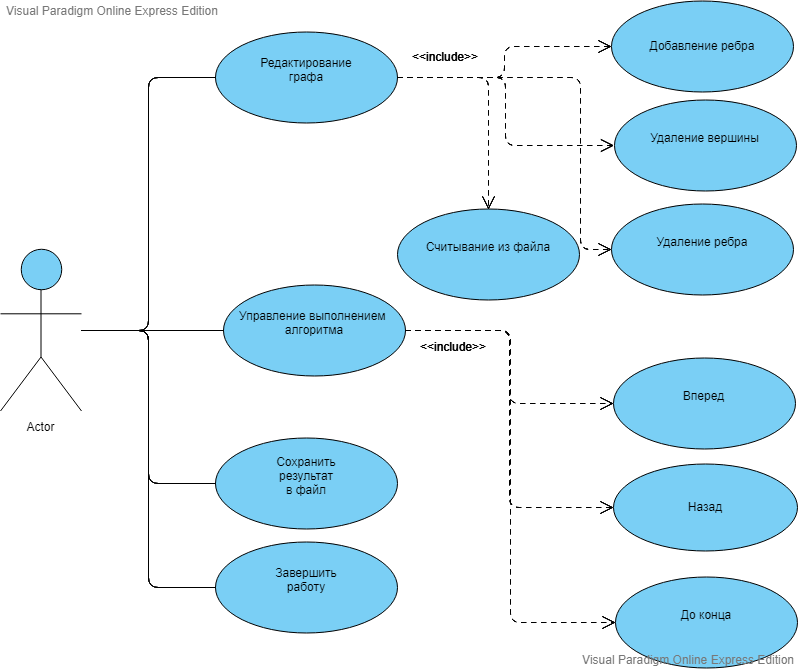 Visual Paradigm Online Express Edition
Редактирование
графа
<<include>>
Добавление ребра
Удаление вершины
Считывание из файла
Удаление ребра
Управление выполнением
алгоритма
<<include>>
Вперед
Actor
Сохранить
результат
в файл
Назад
Завершить
работу
До конца
Visual Paradigm Online Express Edition